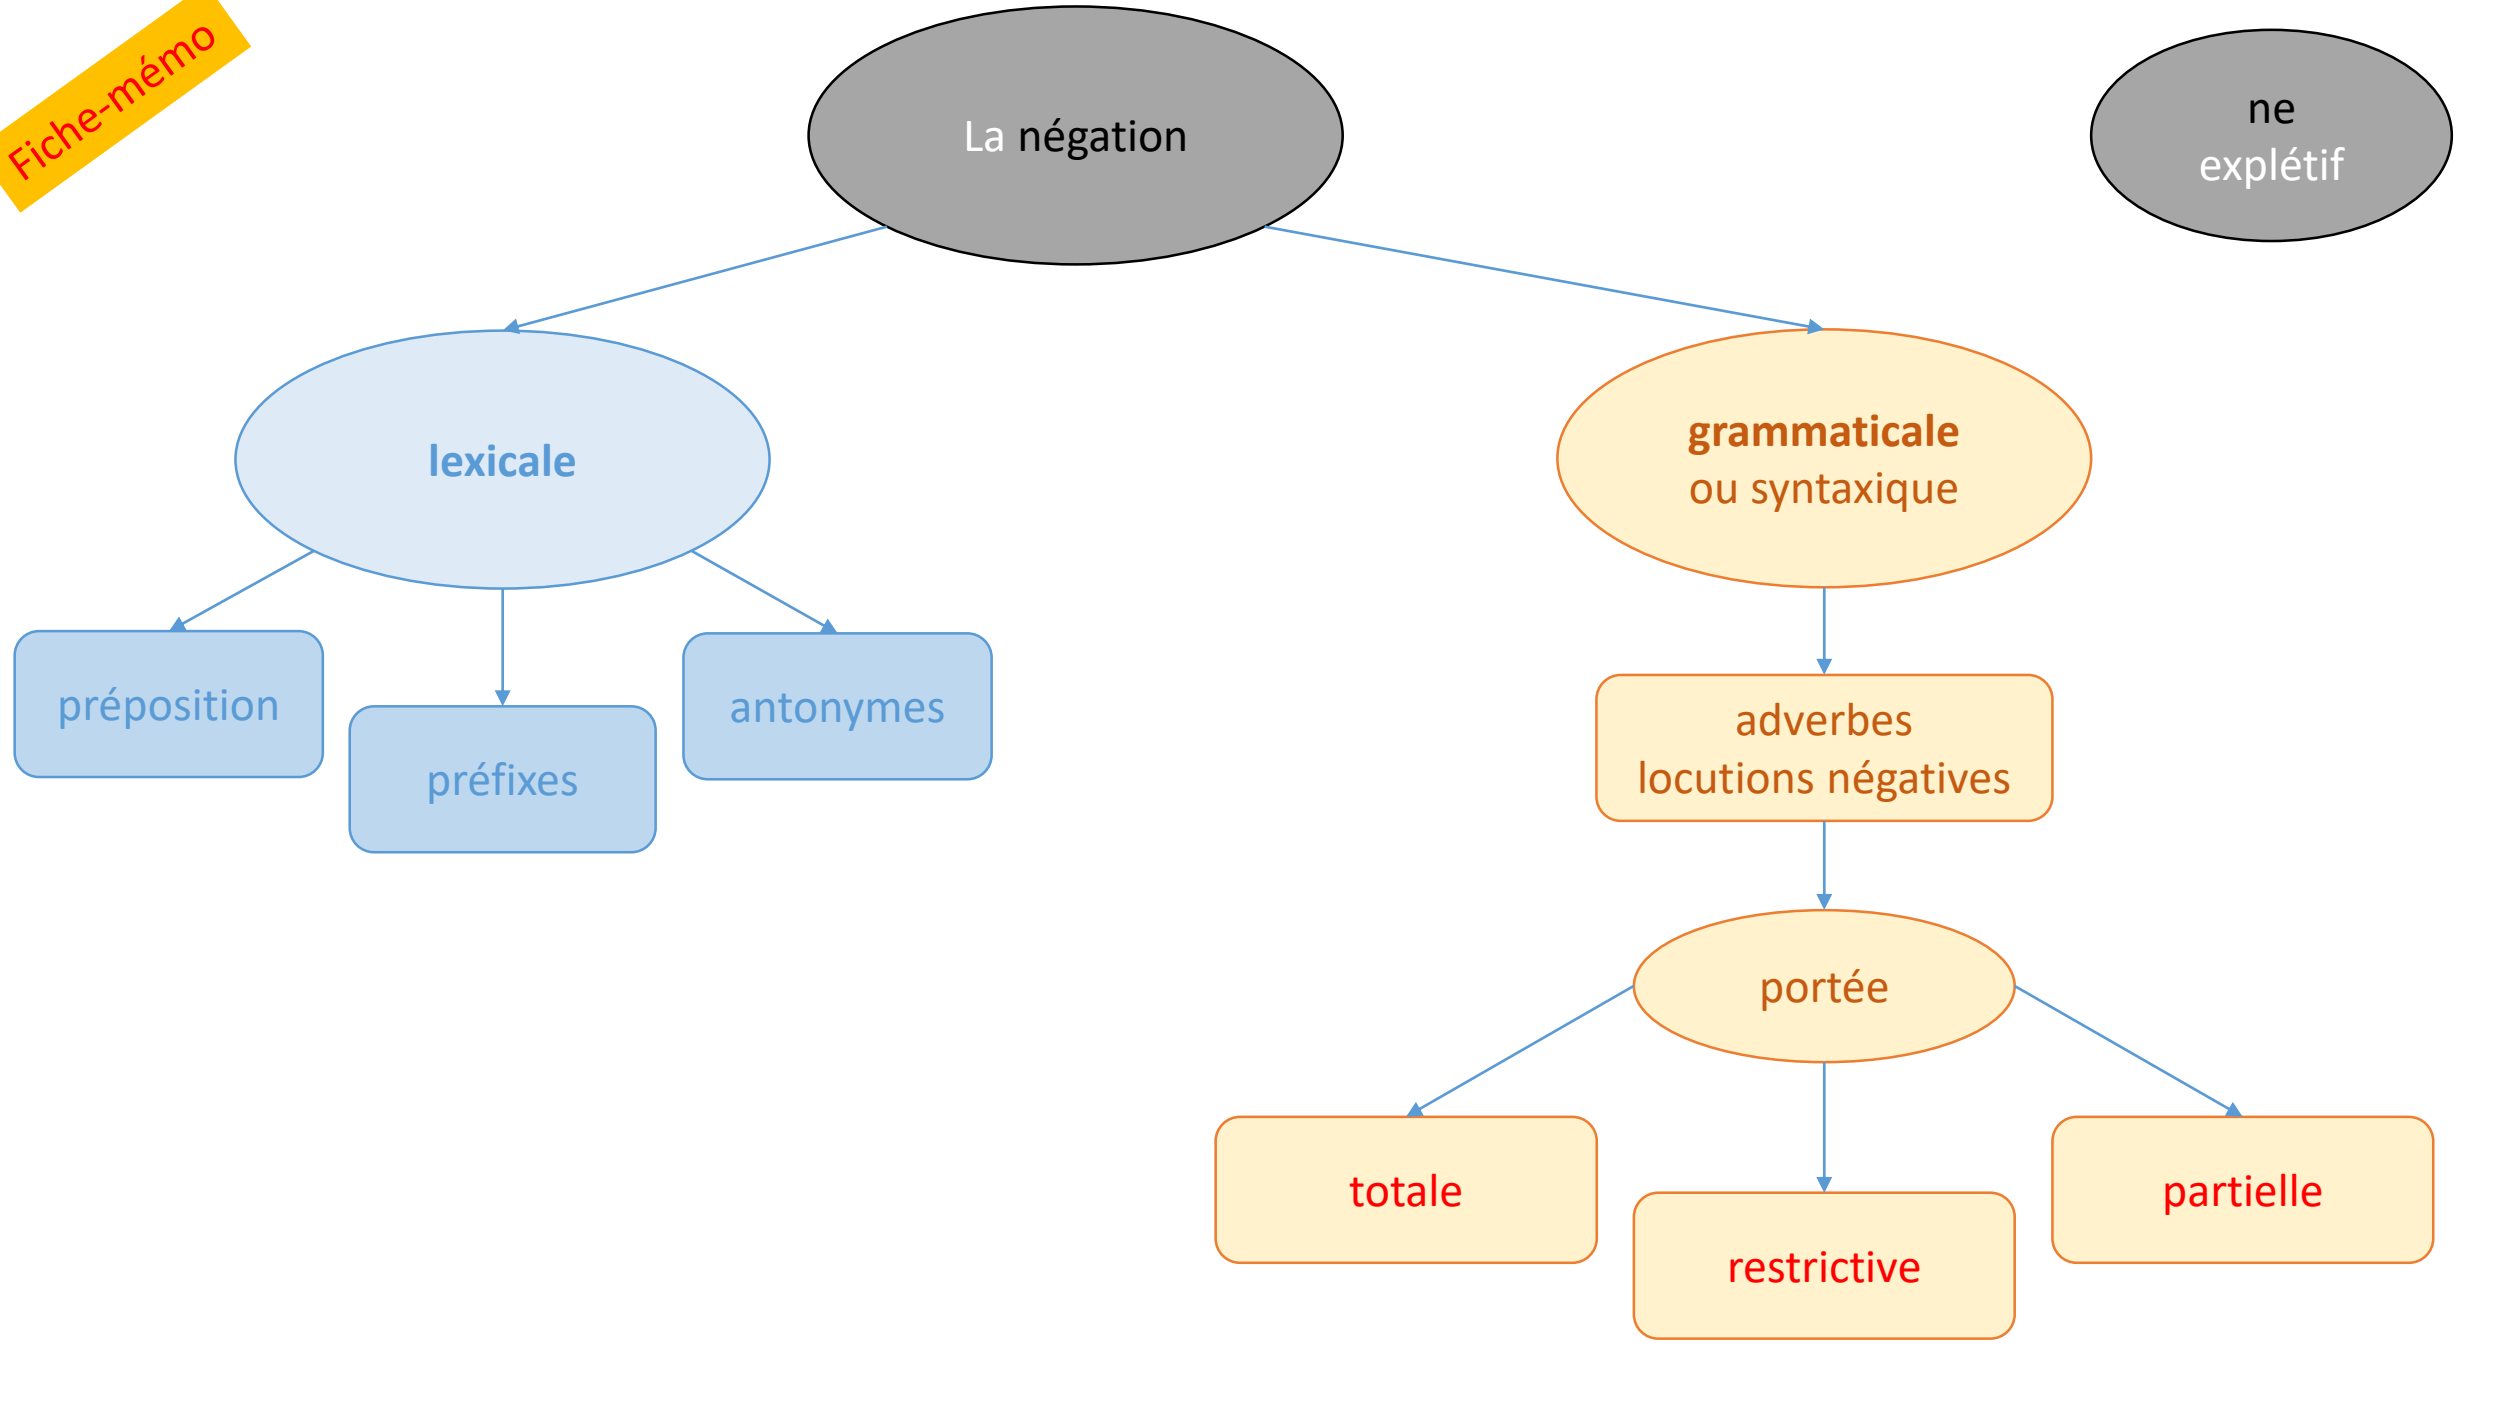 Fiche-mémo
La négation
ne
explétif
lexicale
grammaticale
ou syntaxique
préposition
préfixes
antonymes
adverbes
locutions négatives
portée
totale
restrictive
partielle